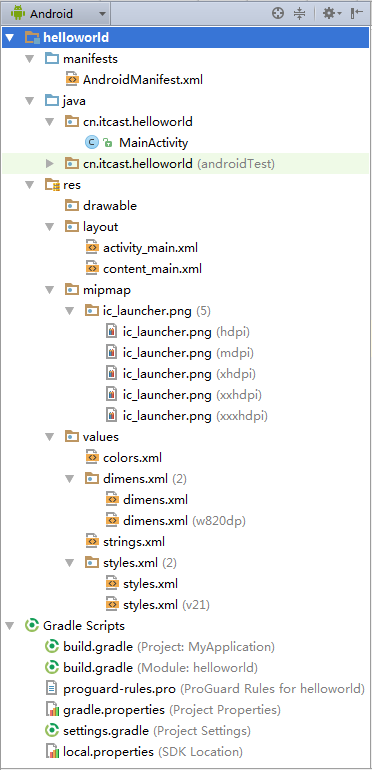 Android
helloworld
manifests
AndroidManifest.xml
java
cn.itcast.helloworld
MainActivity
cn.itcast.helloworld (androidTest)
res
drawable
layout
activity_main.xml
content_main.xml
mipmap
ic_launcher.png (5)
ic_launcher.png (hdpi)
ic_launcher.png (mdpi)
ic_launcher.png (xhdpi)
ic_launcher.png (xxhdpi)
ic_launcher.png (xxxhdpi)
values
colors.xml
dimens.xml (2)
dimens.xml
dimens.xml (w820dp)
strings.xml
styles.xml (2)
styles.xml
styles.xml (v21)
Gradle Scripts
build.gradle (Project: MyApplication)
build.gradle (Module: helloworld)
proguard-rules.pro (ProGuard Rules for helloworld)
gradle.properties (Project Properties)
settings.gradle (Project Settings)
local.properties (SDK Location)